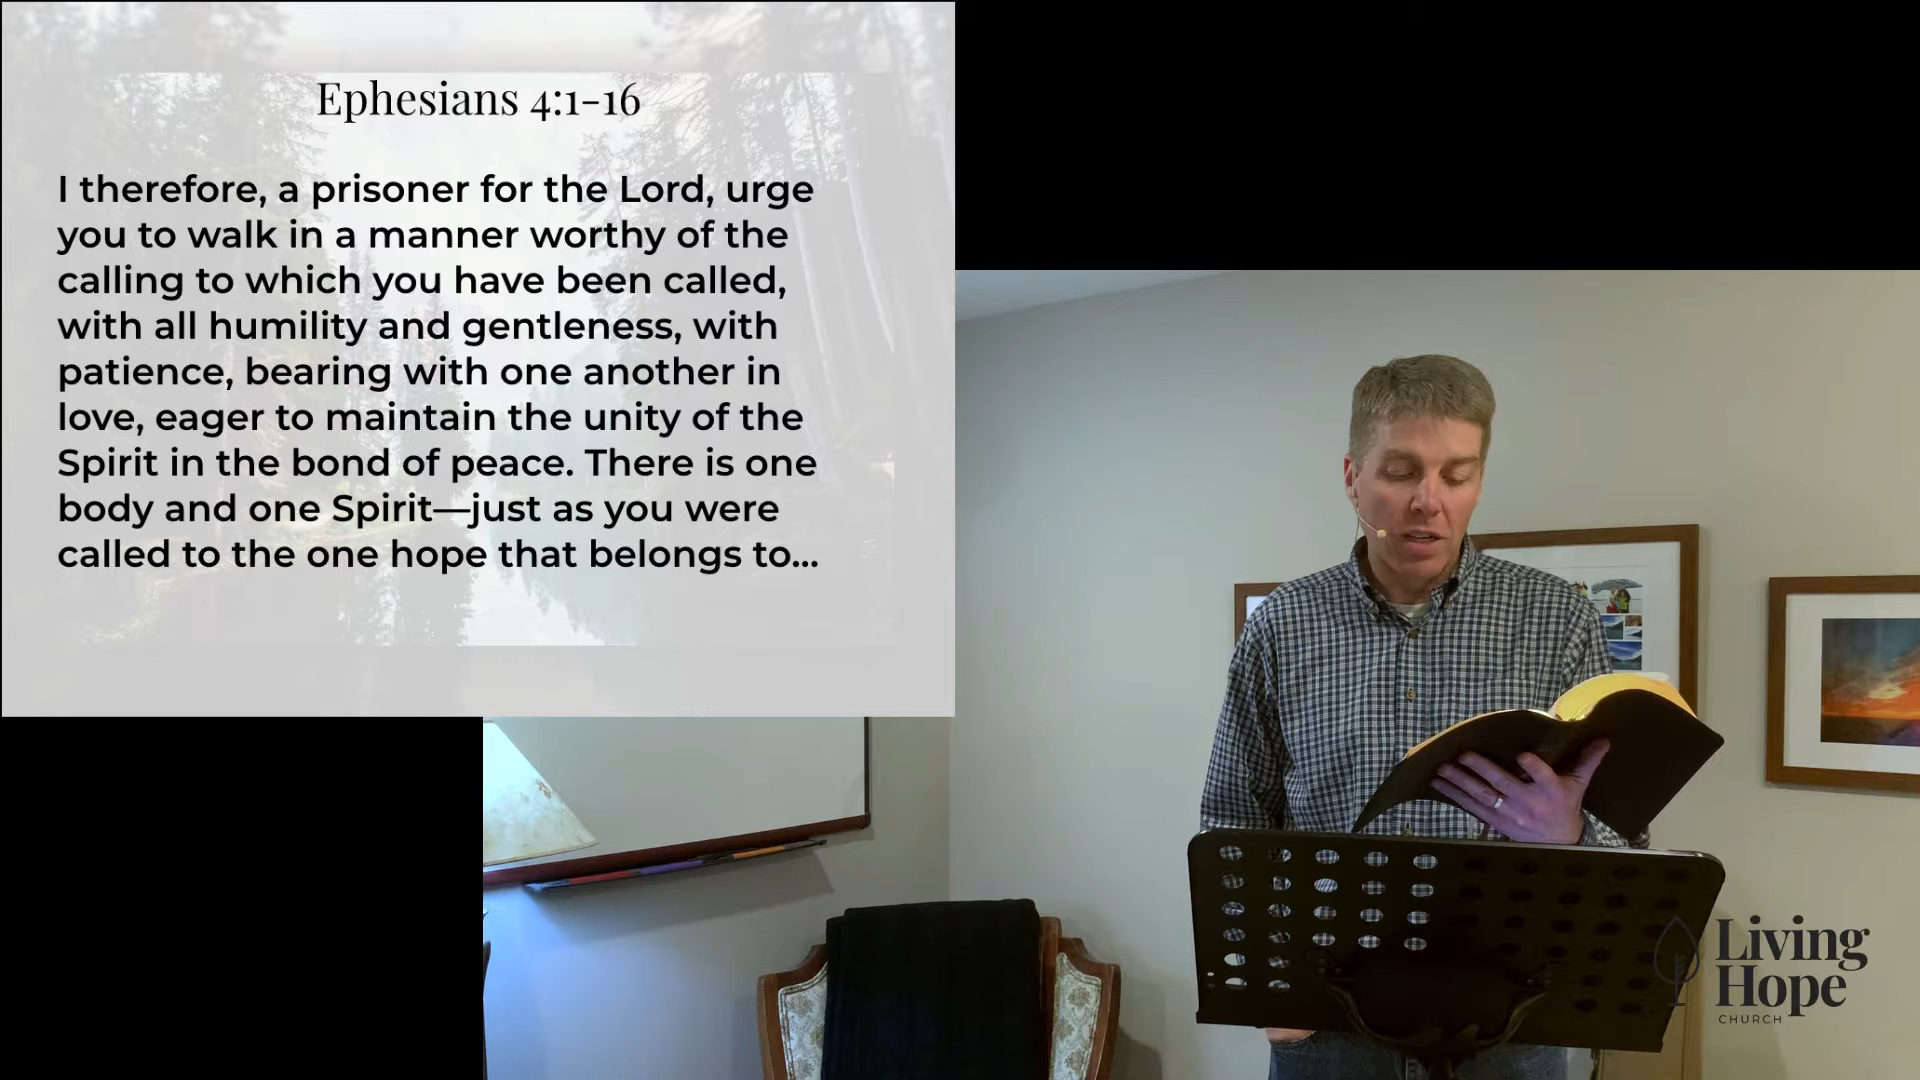 Ephesians 4:1-16
I therefore, a prisoner for the Lord, urge
you to walk in a manner worthy of the
calling to which you have been called,
with all humility and gentleness, with
patience, bearing with one another in
love, eager to maintain the unity of the
Spirit in the bond of peace. There is one
body and one Spirit—just as you were
called to the one hope that belongs to...
Living
Hope
CHURCH